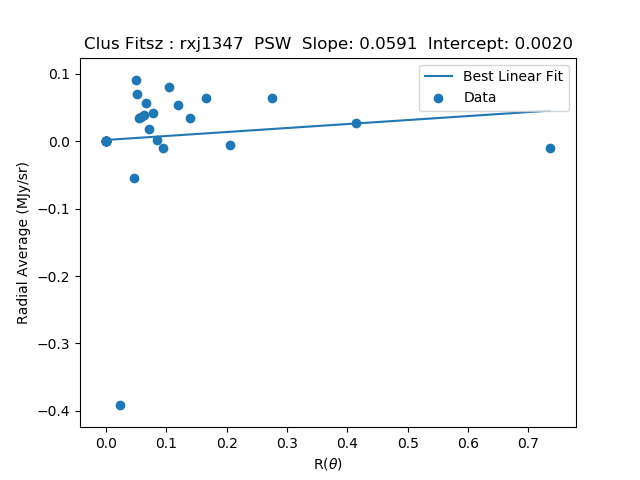 Clus Fitsz : rxj1347  PSW  Slope: 0.0591  Intercept: 0.0020
Best Linear Fit
Data
Radial Average (MJy/sr)
0.1
0.0
−0.1
−0.2
−0.3
−0.4
0.0 0.1 0.2 0.3 0.4 0.5 0.6 0.7
R(θ)